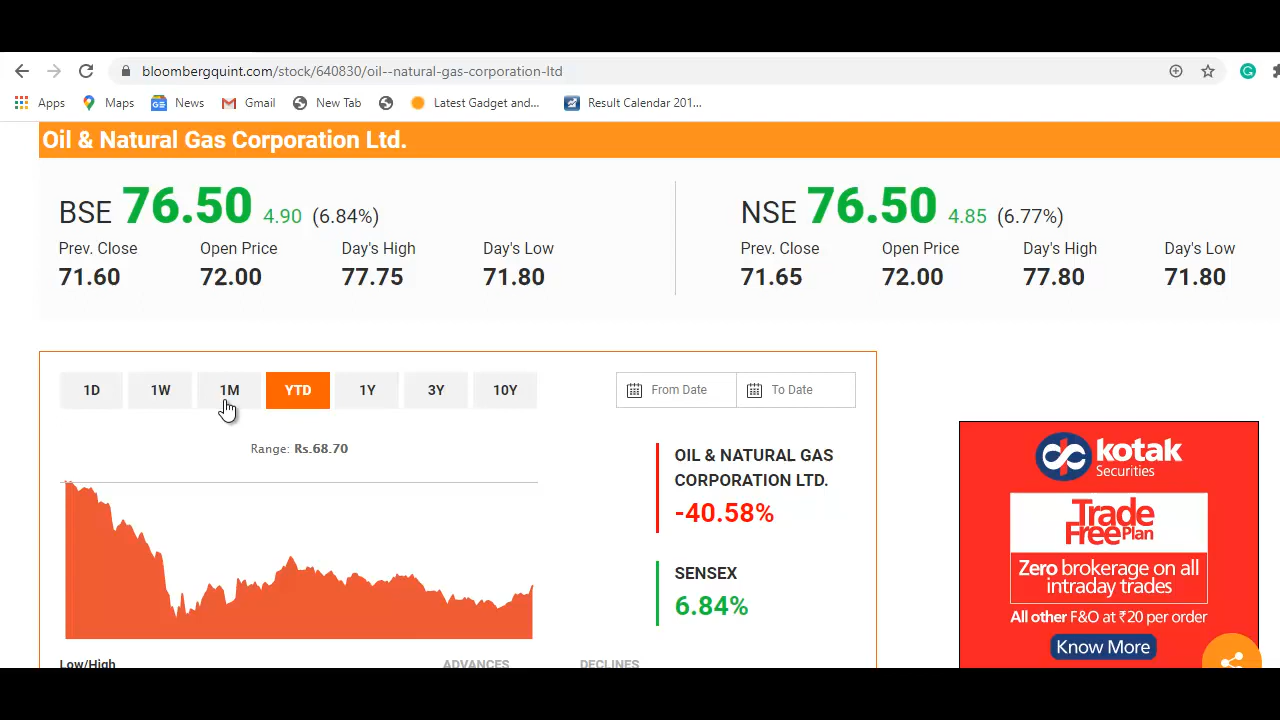 bloombergquint.com/stock/640830/oil--natural-gas-corporation-ltd
Apps Maps News Gmail New Tab Latest Gadget and... Result Calendar 201...
Oil & Natural Gas Corporation Ltd.
BSE 76.50 4.90 (6.84%)
Prev. Close Open Price Day's High Day's Low
71.60 72.00 77.75 71.80
NSE 76.50 4.85 (6.77%)
Prev. Close Open Price Day's High Day's Low
71.65 72.00 77.80 71.80
1D 1W 1M YTD 1Y 3Y 10Y
From Date To Date
Range: Rs.68.70
OIL & NATURAL GAS
CORPORATION LTD.
-40.58%
SENSEX
6.84%
Low/High ADVANCES DECLINES
kotak
Securities
Trade
Free Plan
Zero brokerage on all
intraday trades
All other F&O at ₹20 per order
Know More